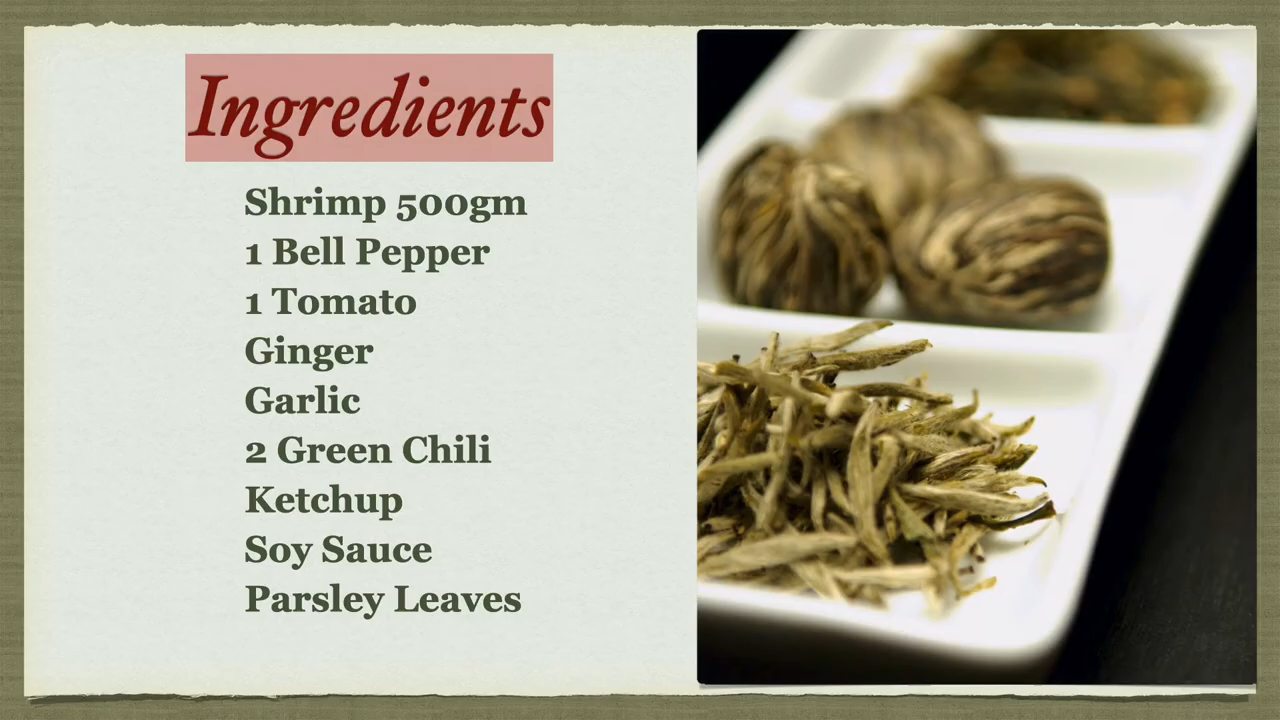 Ingredients
Shrimp 500gm
1 Bell Pepper
1 Tomato
Ginger
Garlic
2 Green Chili
Ketchup
Soy Sauce
Parsley Leaves